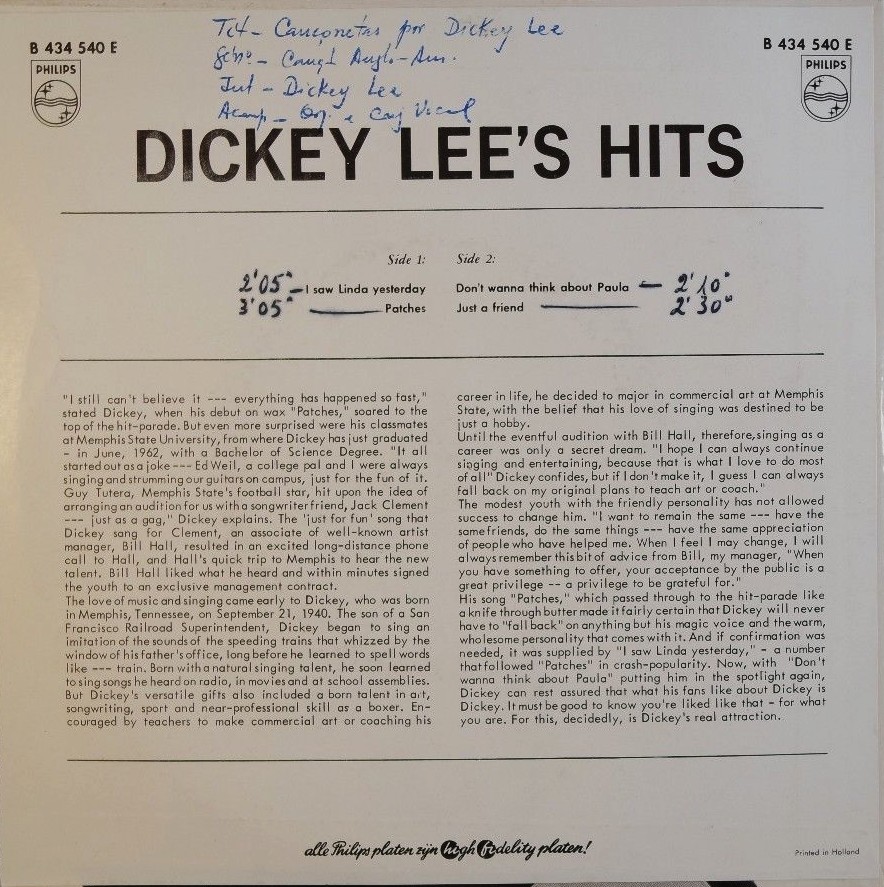 B 434 540 E
PHILIPS
B 434 540 E
PHILIPS
Tit - Cançonetas por Dickey Lee
Int - Dickey Lee
DICKEY LEE'S HITS
Side 1:
2'05" — I saw Linda yesterday
3'05" — Patches
Side 2:
Don't wanna think about Paula — 2'10"
Just a friend — 2'30"
"I still can't believe it --- everything has happened so fast,"
stated Dickey, when his debut on wax "Patches," soared to the
top of the hit-parade. But even more surprised were his classmates
at Memphis State University, from where Dickey has just graduated
- in June, 1962, with a Bachelor of Science Degree. "It all
started out as a joke --- Ed Weil, a college pal and I were always
singing and strumming our guitars on campus, just for the fun of it.
Guy Tutera, Memphis State's football star, hit upon the idea of
arranging an audition for us with a songwriter friend, Jack Clement
--- just as a gag," Dickey explains. The 'just for fun' song that
Dickey sang for Clement, an associate of well-known artist
manager, Bill Hall, resulted in an excited long-distance phone
call to Hall, and Hall's quick trip to Memphis to hear the new
talent. Bill Hall liked what he heard and within minutes signed
the youth to an exclusive management contract.
The love of music and singing came early to Dickey, who was born
in Memphis, Tennessee, on September 21, 1940. The son of a San
Francisco Railroad Superintendent, Dickey began to sing an
imitation of the sounds of the speeding trains that whizzed by the
window of his father's office, long before he learned to spell words
like --- train. Born with a natural singing talent, he soon learned
to sing songs he heard on radio, in movies and at school assemblies.
But Dickey's versatile gifts also included a born talent in art,
songwriting, sport and near-professional skill as a boxer. En-
couraged by teachers to make commercial art or coaching his
career in life, he decided to major in commercial art at Memphis
State, with the belief that his love of singing was destined to be
just a hobby.
Until the eventful audition with Bill Hall, therefore, singing as a
career was only a secret dream. "I hope I can always continue
singing and entertaining, because that is what I love to do most
of all" Dickey confides, but if I don't make it, I guess I can always
fall back on my original plans to teach art or coach."
The modest youth with the friendly personality has not allowed
success to change him. "I want to remain the same --- have the
same friends, do the same things --- have the same appreciation
of people who have helped me. When I feel I may change, I will
always remember this bit of advice from Bill, my manager, "When
you have something to offer, your acceptance by the public is a
great privilege -- a privilege to be grateful for."
His song "Patches," which passed through to the hit-parade like
a knife through butter made it fairly certain that Dickey will never
have to "fall back" on anything but his magic voice and the warm,
wholesome personality that comes with it. And if confirmation was
needed, it was supplied by "I saw Linda yesterday," - a number
that followed "Patches" in crash-popularity. Now, with "Don't
wanna think about Paula" putting him in the spotlight again,
Dickey can rest assured that what his fans like about Dickey is
Dickey. It must be good to know you're liked like that - for what
you are. For this, decidedly, is Dickey's real attraction.
alle Philips platen zijn high fidelity platen!
Printed in Holland